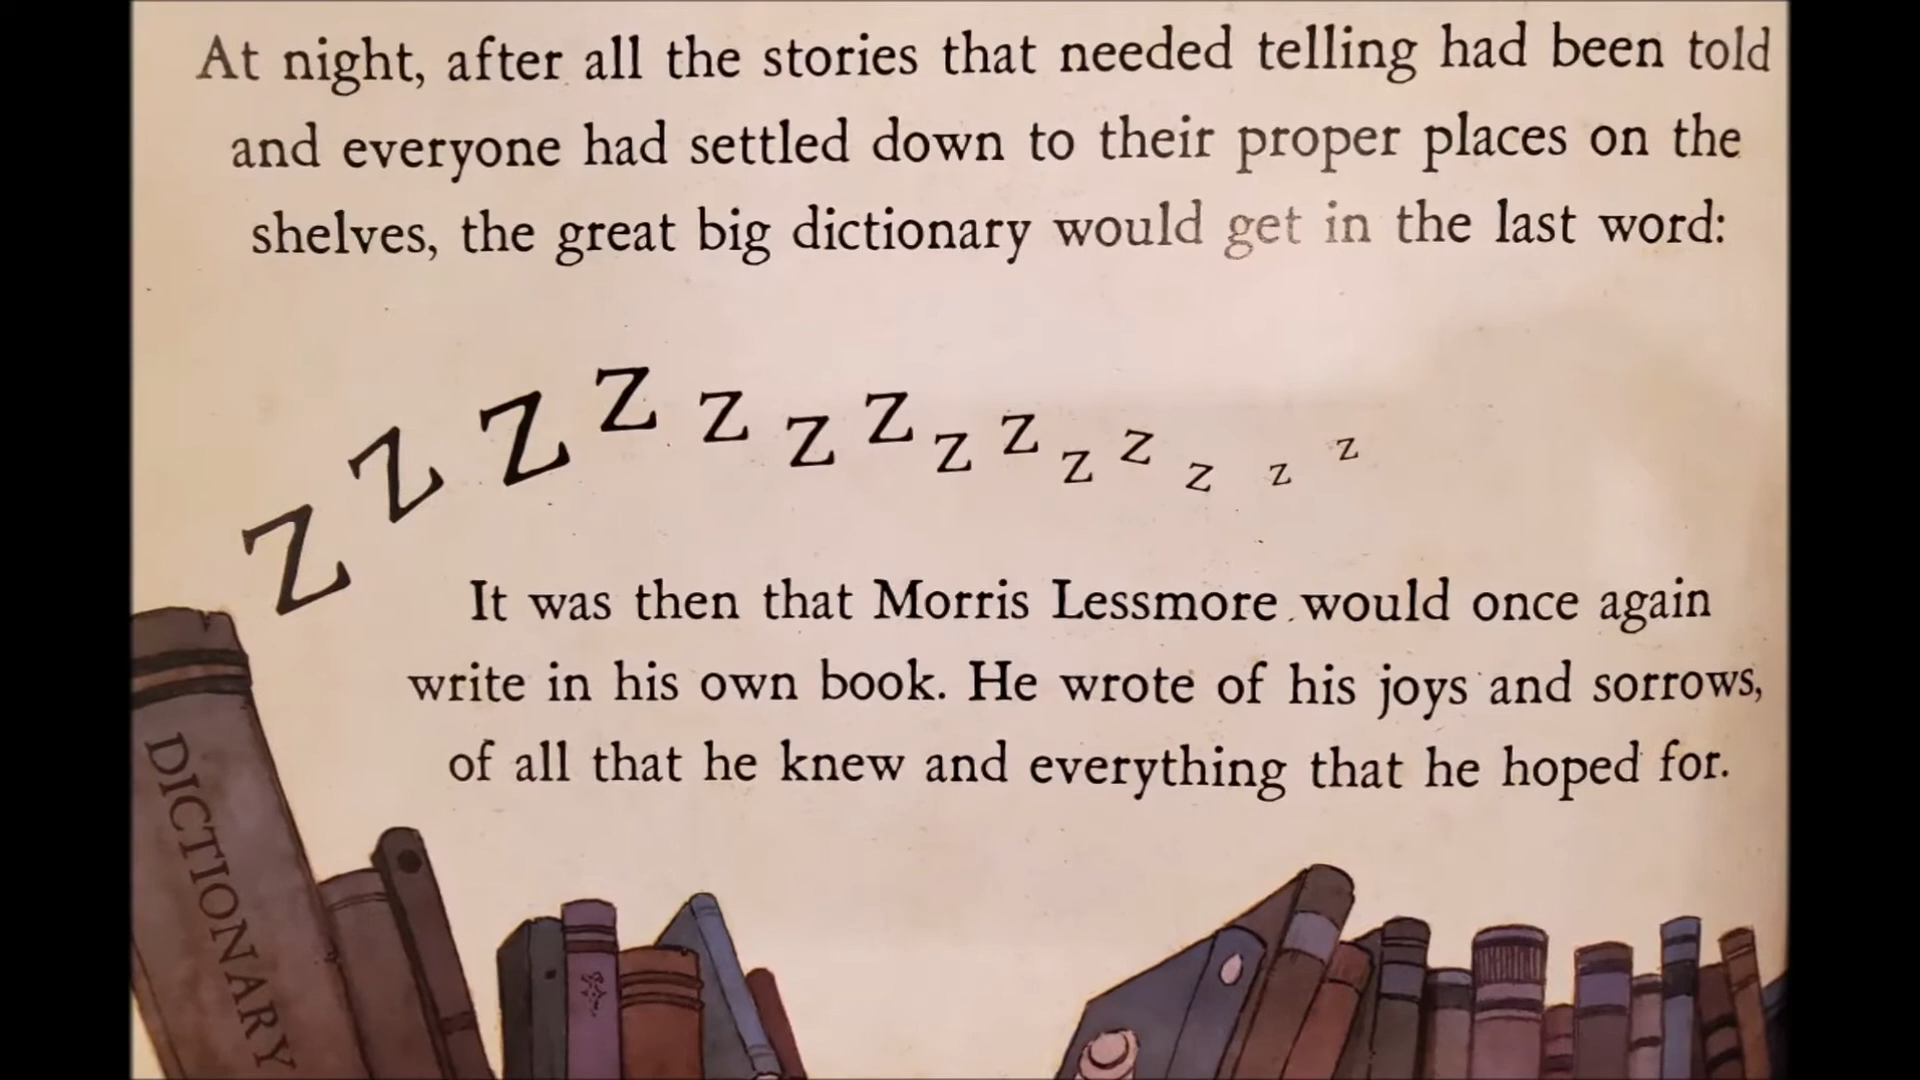 At night, after all the stories that needed telling had been told
and everyone had settled down to their proper places on the
shelves, the great big dictionary would get in the last word:
Z Z Z Z Z Z Z Z Z Z Z Z Z Z
It was then that Morris Lessmore would once again
write in his own book. He wrote of his joys and sorrows,
of all that he knew and everything that he hoped for.
DICTIONARY